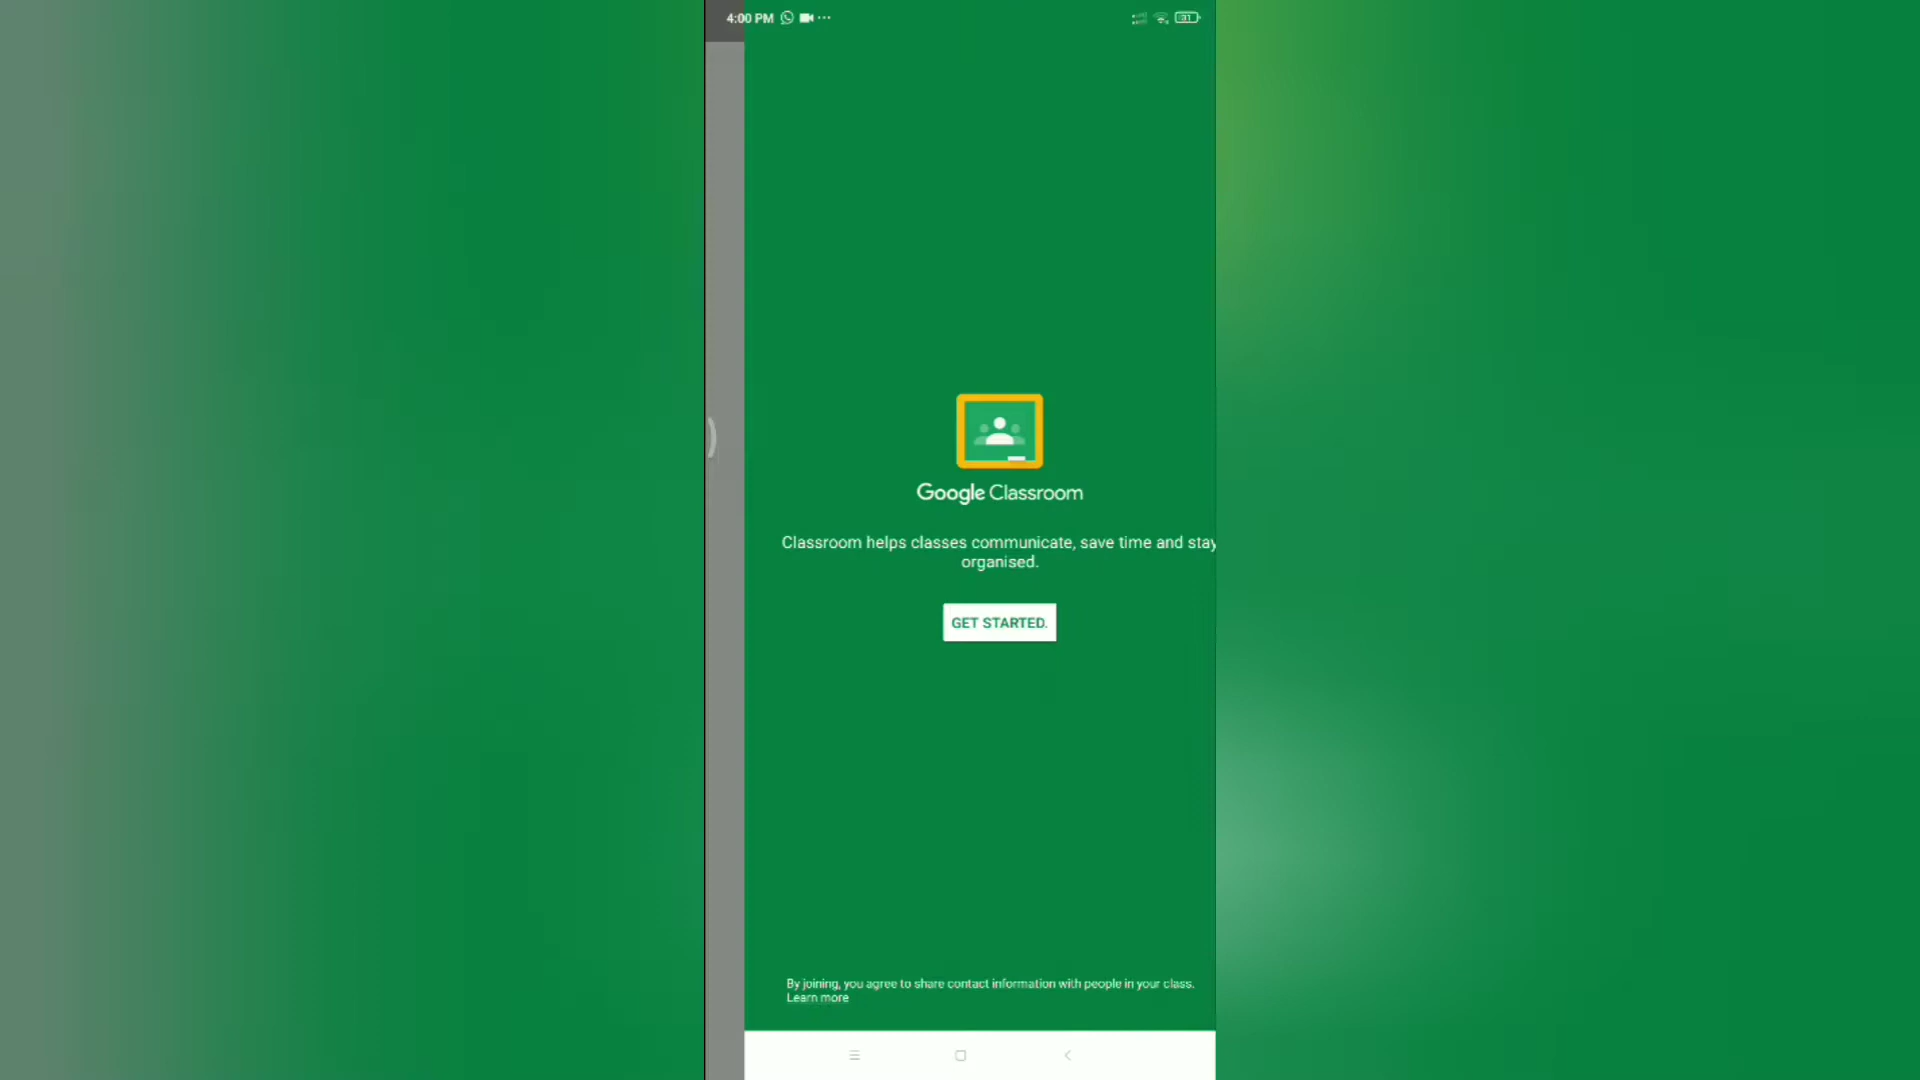 4:00 PM
31
Google Classroom
Classroom helps classes communicate, save time and stay
organised.
GET STARTED.
By joining, you agree to share contact information with people in your class.
Learn more